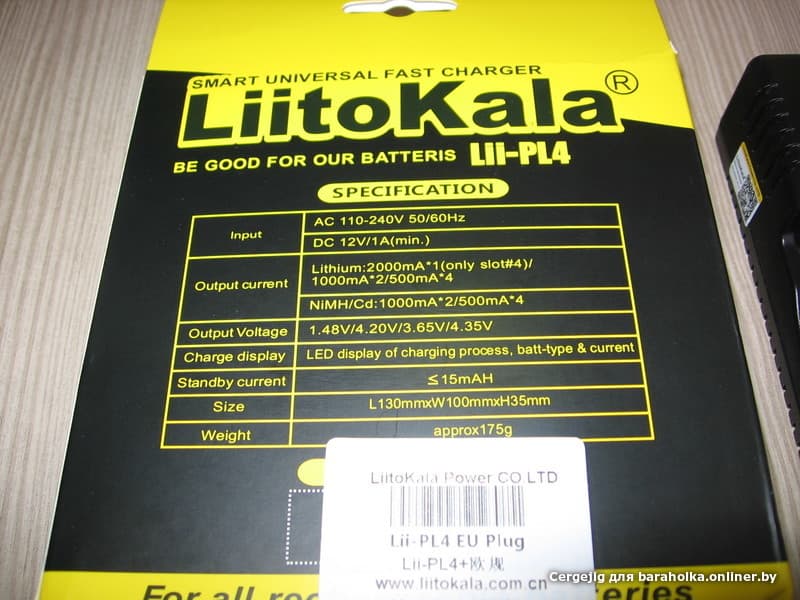 SMART UNIVERSAL FAST CHARGER
LiitoKala®
BE GOOD FOR OUR BATTERIS Lii-PL4
SPECIFICATION
Input
AC 110-240V 50/60Hz
DC 12V/1A(min.)
Output current
Lithium:2000mA*1(only slot#4)/
1000mA*2/500mA*4
NiMH/Cd:1000mA*2/500mA*4
Output Voltage
1.48V/4.20V/3.65V/4.35V
Charge display
LED display of charging process, batt-type & current
Standby current
≤15mAH
Size
L130mmxW100mmxH35mm
Weight
approx175g
LiitoKala Power CO LTD
Lii-PL4 EU Plug
Lii-PL4+欧规
www.liitokala.com.cn
For all
Cergejlg для baraholka.onliner.by